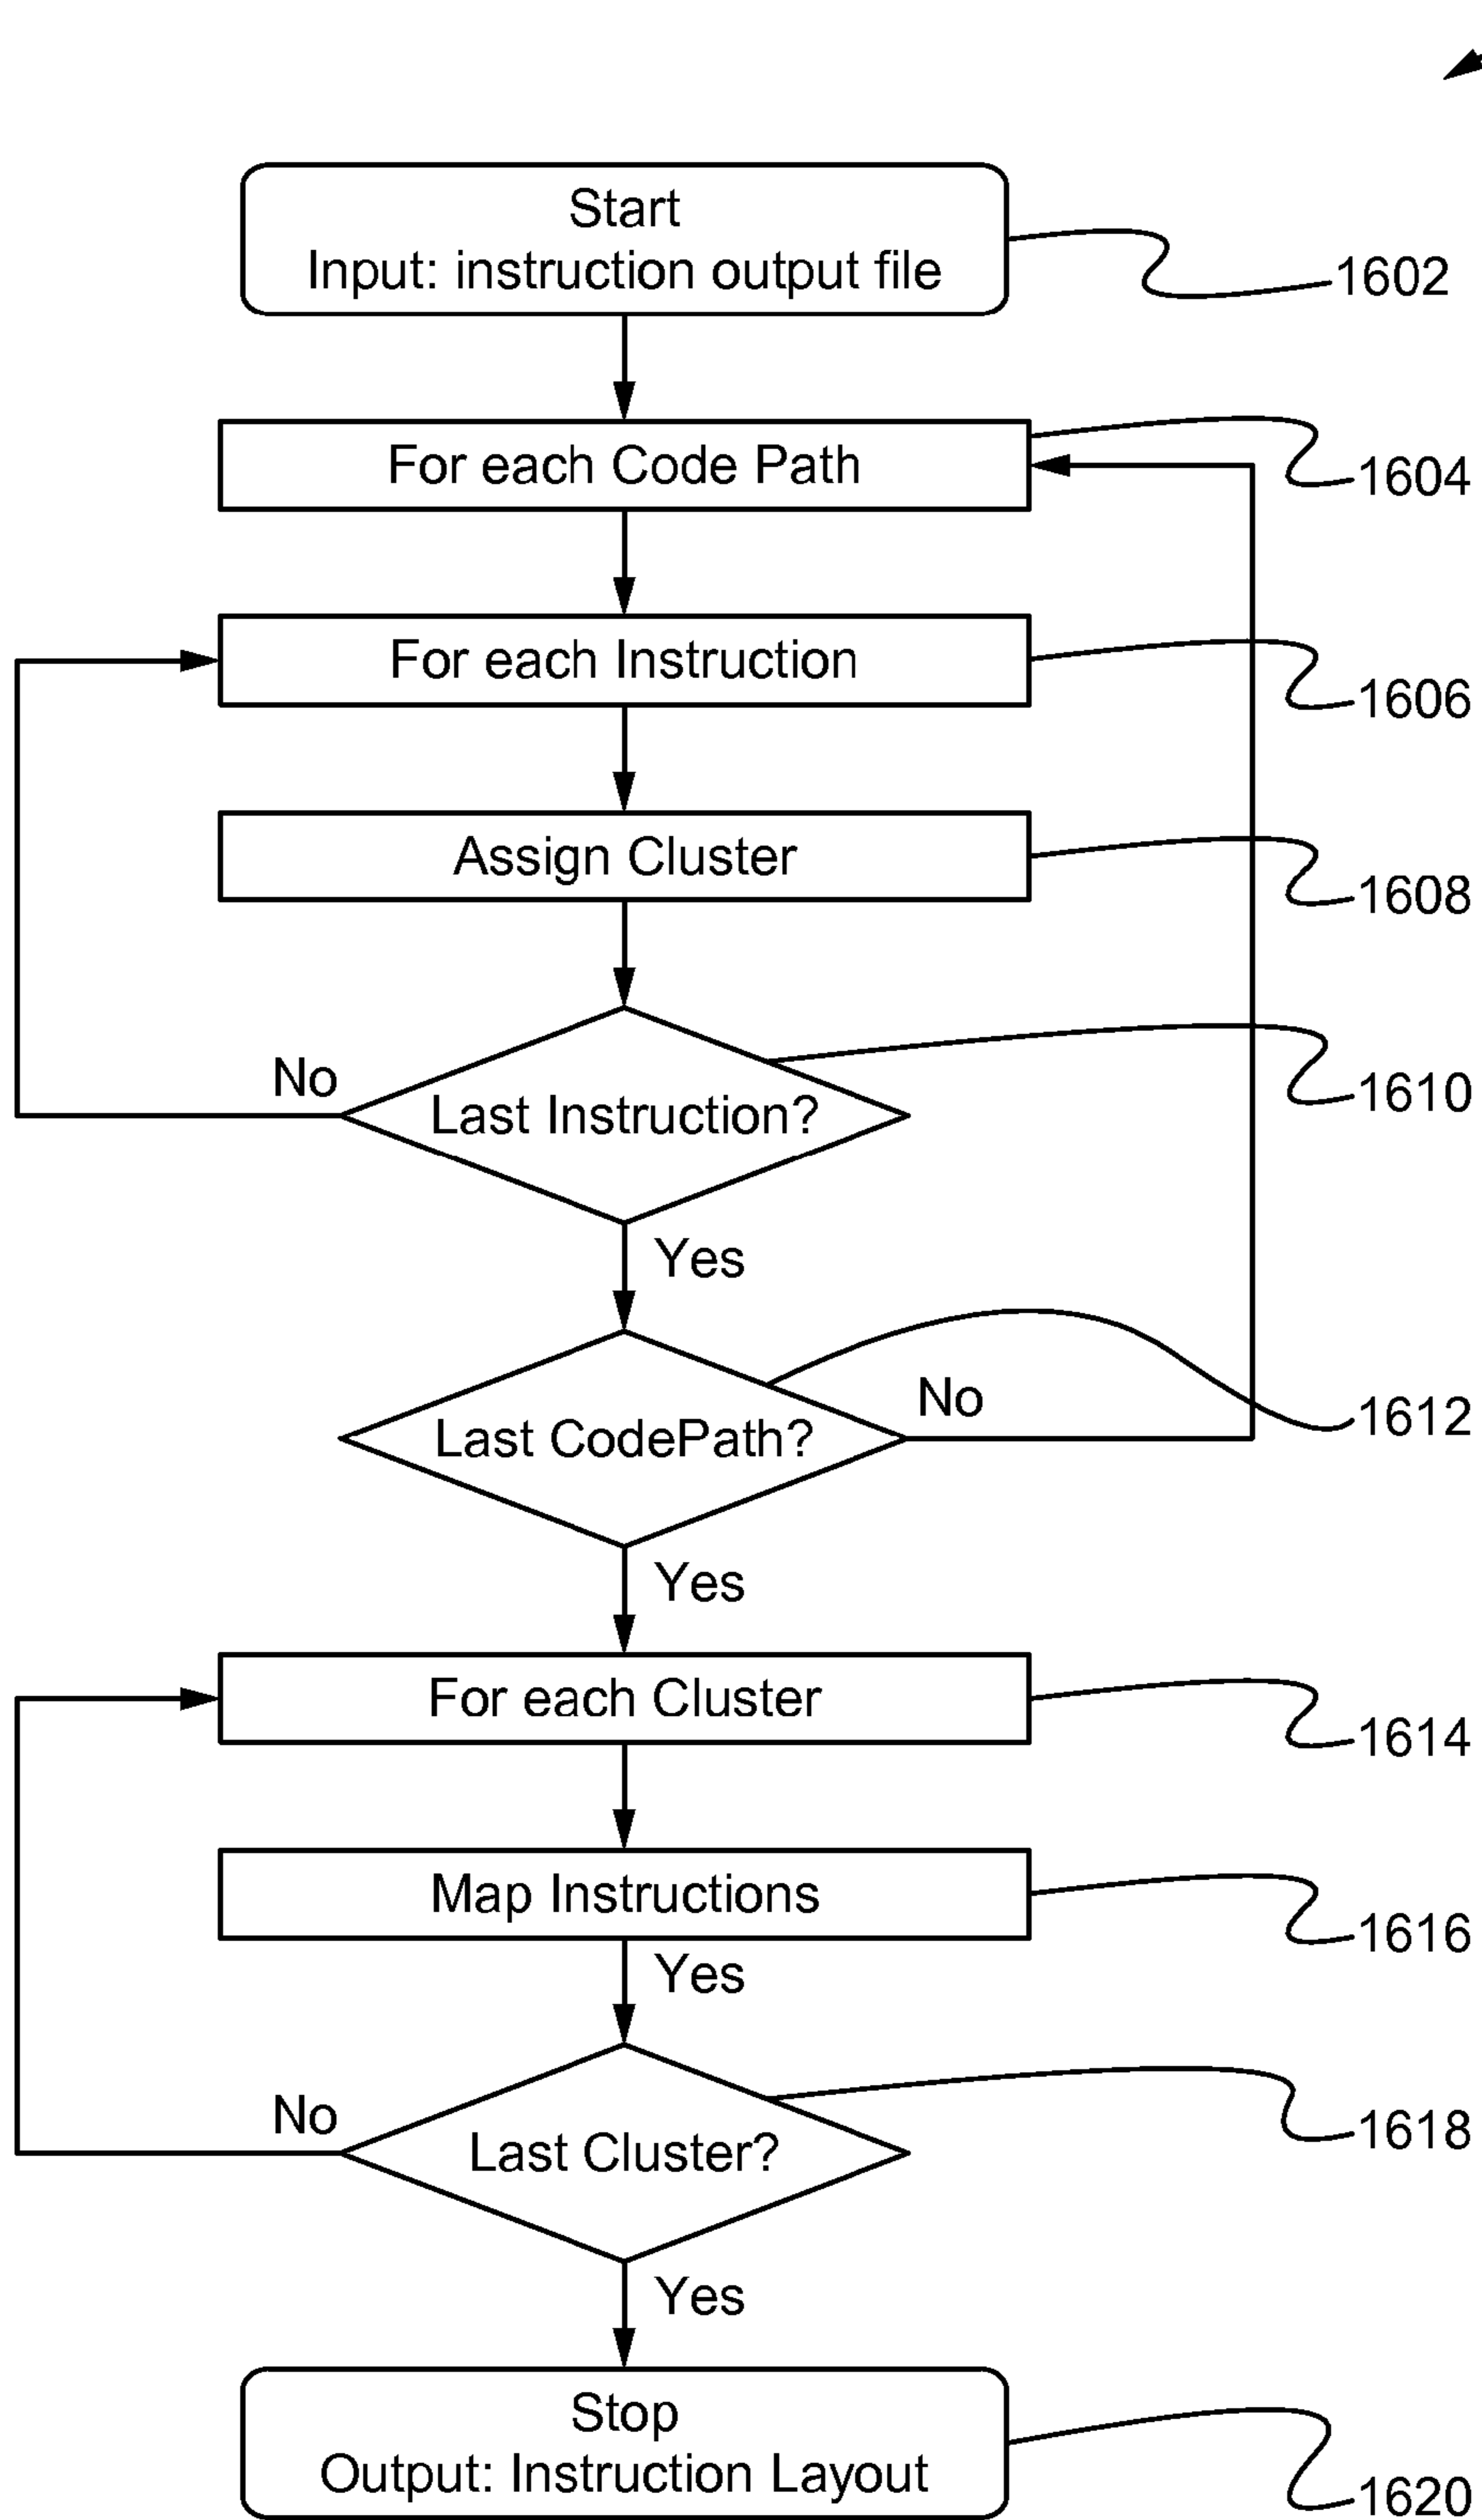 Start
Input: instruction output file
1602
For each Code Path
1604
For each Instruction
1606
Assign Cluster
1608
No
Last Instruction?
1610
Yes
Last CodePath?
No
1612
Yes
For each Cluster
1614
Map Instructions
1616
Yes
No
Last Cluster?
1618
Yes
Stop
Output: Instruction Layout
1620